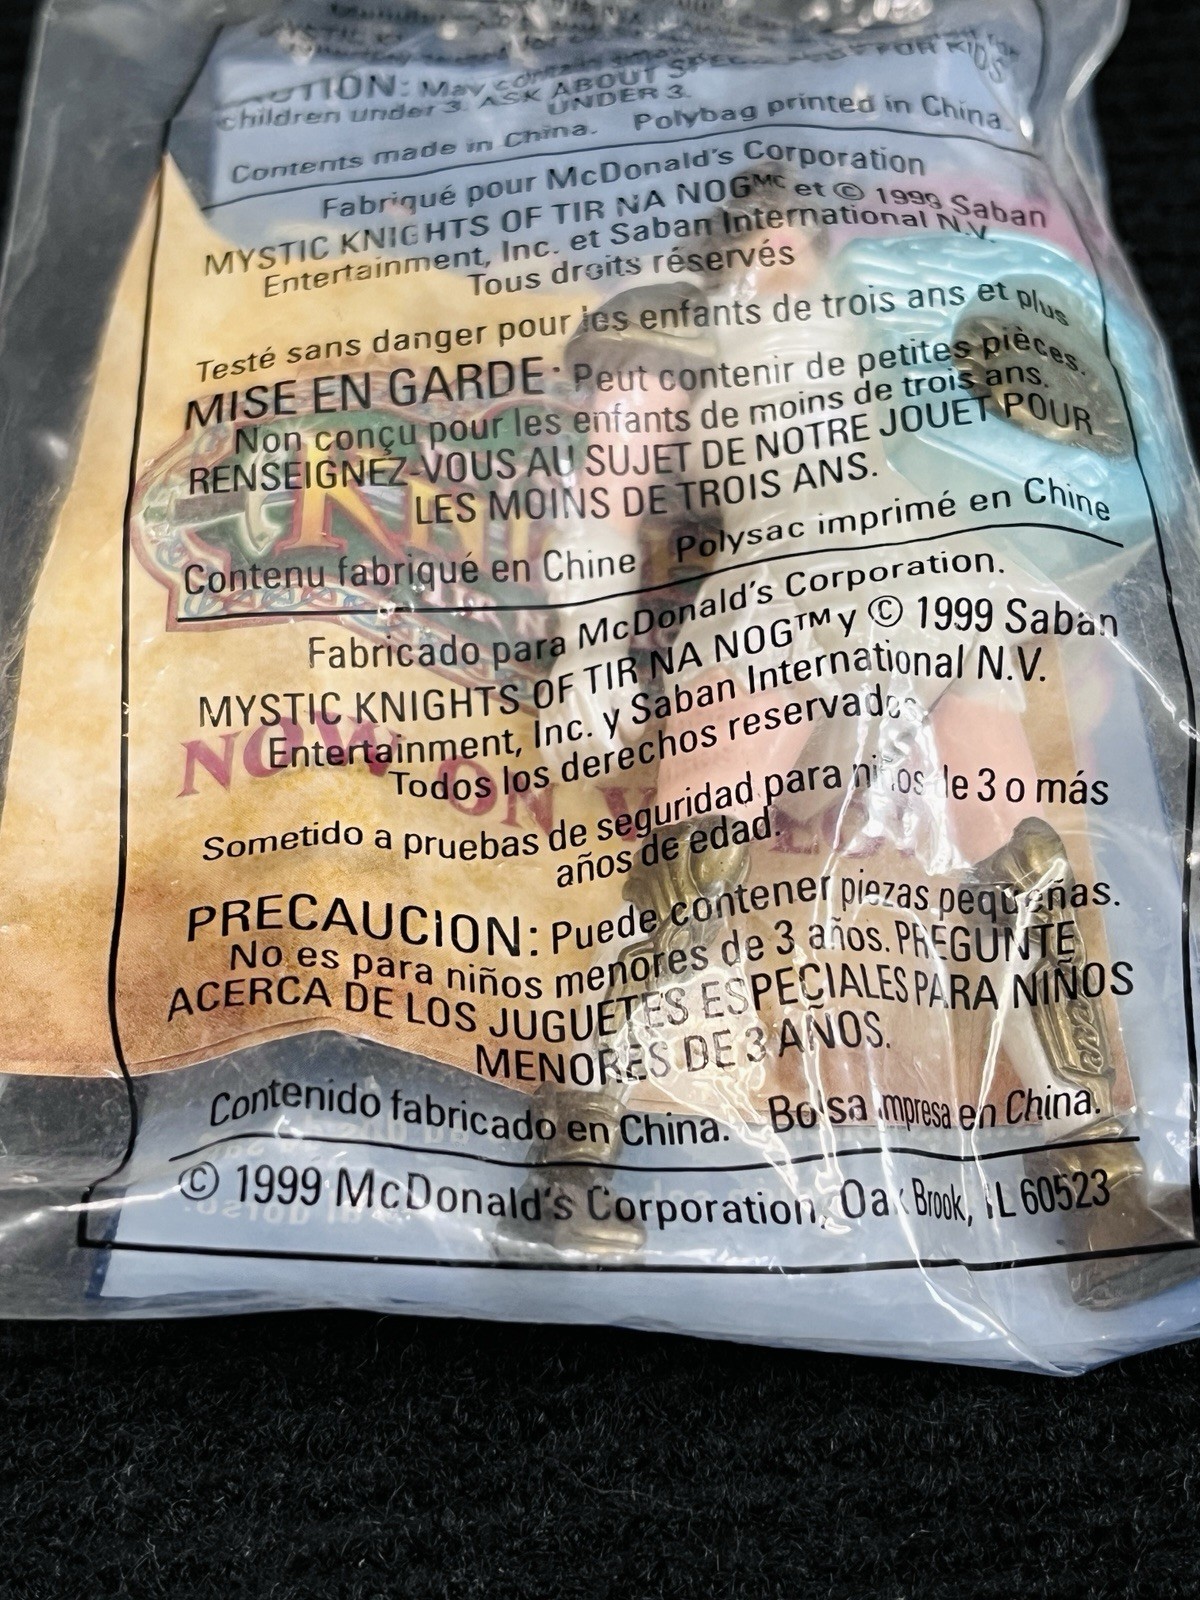 MYSTIC K
CAUTION: May contain small
FOR KIDS
children under 3. ASK ABOUT
UNDER 3.
Contents made in China. Polybag printed in China.
Fabriqué pour McDonald's Corporation
MYSTIC KNIGHTS OF TIR NA NOG MC et © 1999 Saban
Entertainment, Inc. et Saban International N.V.
Tous droits réservés
Testé sans danger pour les enfants de trois ans et plus
MISE EN GARDE: Peut contenir de petites pièces.
Non conçu pour les enfants de moins de trois ans.
RENSEIGNEZ-VOUS AU SUJET DE NOTRE JOUET POUR
LES MOINS DE TROIS ANS.
Contenu fabriqué en Chine Polysac imprimé en Chine
Fabricado para McDonald's Corporation.
MYSTIC KNIGHTS OF TIR NA NOG™ y © 1999 Saban
Entertainment, Inc. y Saban International N.V.
Todos los derechos reservados
NOW ON
Sometido a pruebas de seguridad para niños de 3 o más
años de edad.
PRECAUCION: Puede contener piezas pequeñas.
No es para niños menores de 3 años. PREGUNTE
ACERCA DE LOS JUGUETES ESPECIALES PARA NIÑOS
MENORES DE 3 AÑOS.
Contenido fabricado en China. Bolsa impresa en China.
© 1999 McDonald's Corporation, Oak Brook, IL 60523